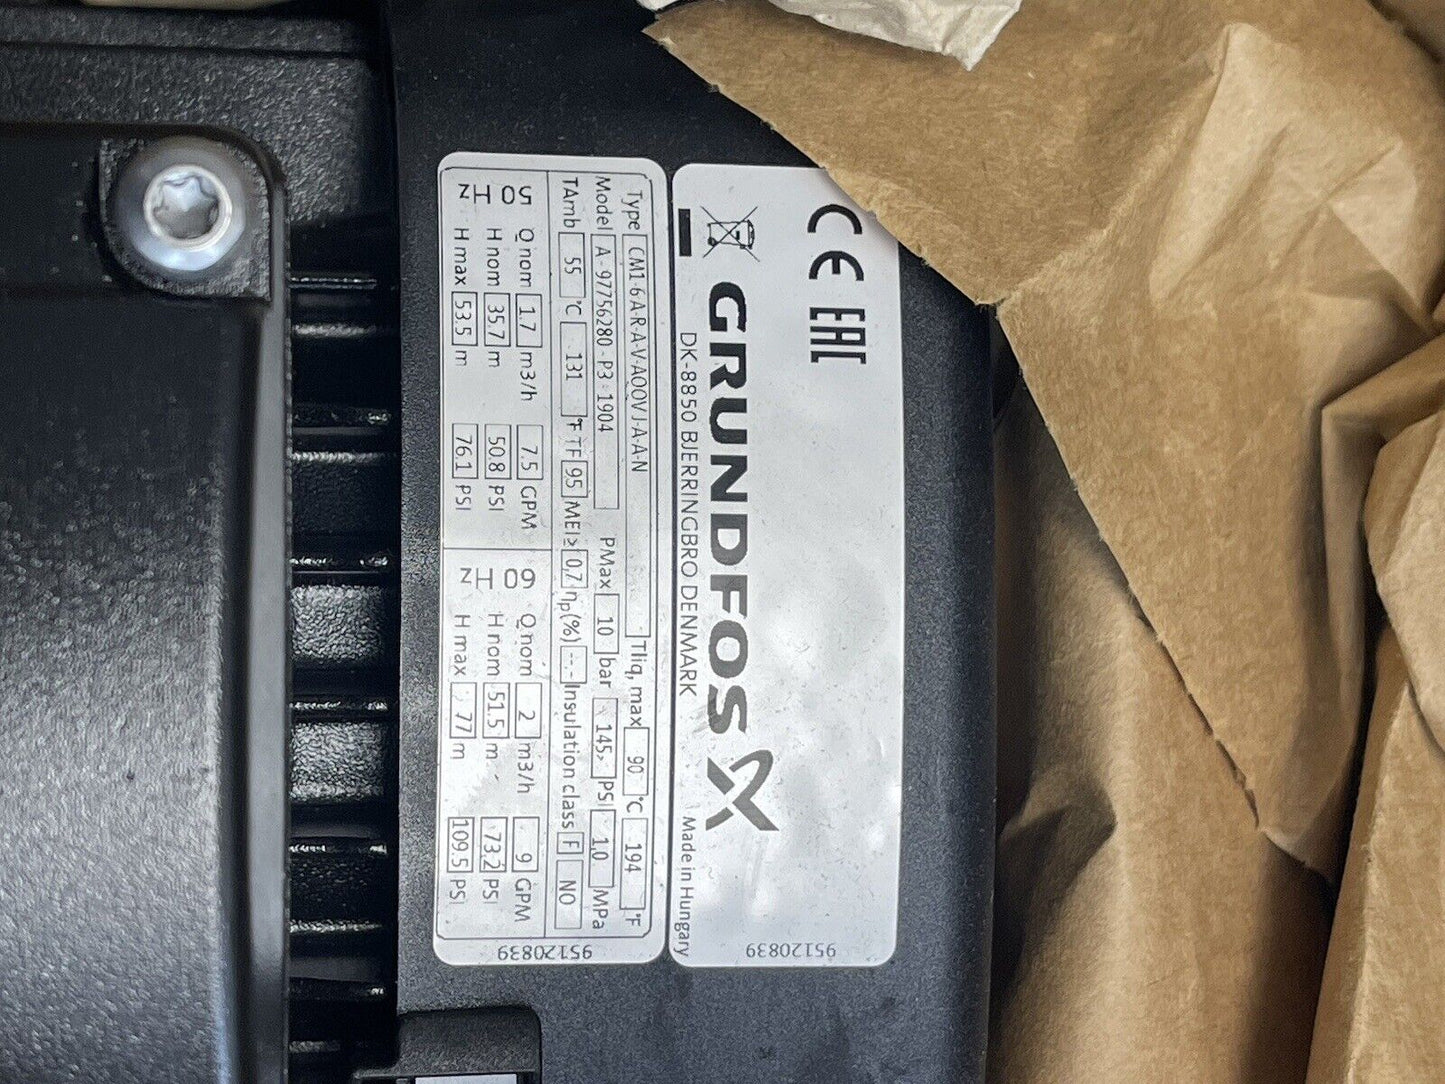 CE EAC
GRUNDFOS
DK-8850 BJERRINGBRO DENMARK
Made in Hungary
95120839
Type CM1-6 A-R-A-V-AQQV J-A-A-N Tliq, max 90 °C 194 °F
Model A - 97756280 - P3 - 1904 PMax 10 bar 145, PSI 1,0 MPa
TAmb 55 °C 131 °F TF 95 MEI≥ 0,7 ηp(%) --.- Insulation class F NO
50 Hz
Q nom 1.7 m3/h 7.5 GPM
H nom 35.7 m 50.8 PSI
H max 53.5 m 76.1 PSI
60 Hz
Q nom 2 m3/h 9 GPM
H nom 51.5 m 73.2 PSI
H max 77 m 109.5 PSI
95120839